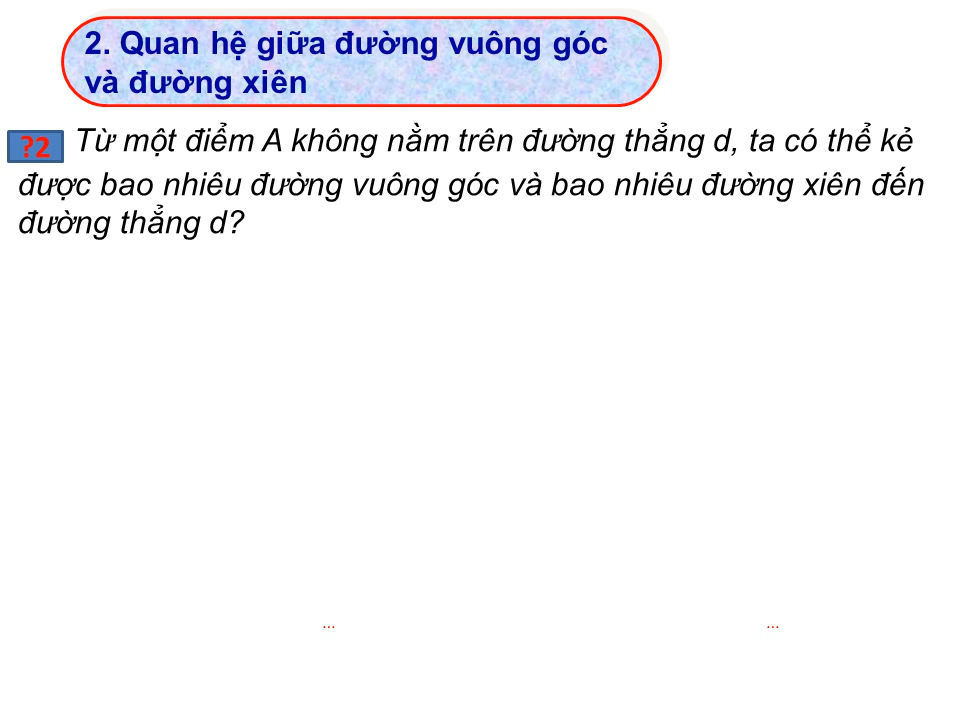 2. Quan hệ giữa đường vuông góc
và đường xiên
?2 Từ một điểm A không nằm trên đường thẳng d, ta có thể kẻ
được bao nhiêu đường vuông góc và bao nhiêu đường xiên đến
đường thẳng d?
... ...